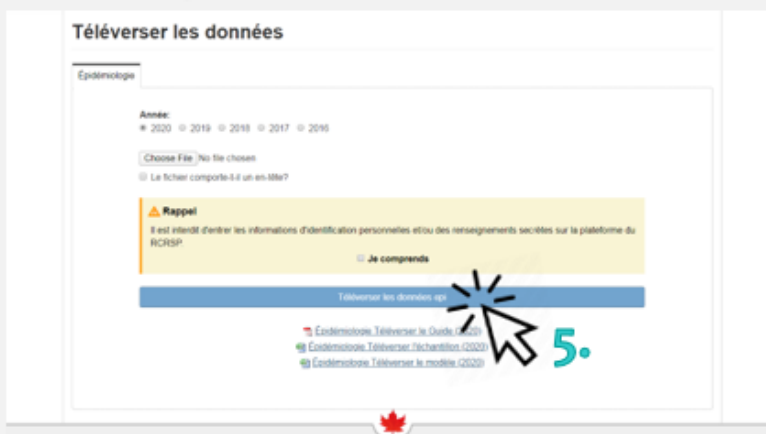 Téléverser les données
Épidémiologie
Année:
2020 2019 2018 2017 2016
Choose File No file chosen
Le fichier comporte-t-il un en-tête?
Rappel
Il est interdit d'entrer les informations d'identification personnelles et/ou des renseignements secrètes sur la plateforme du
RCRSP.
Je comprends
Téléverser les données epi
Épidémiologie Téléverser le Guide (2020)
Épidémiologie Téléverser l'échantillon (2020)
Épidémiologie Téléverser le modèle (2020)
5.